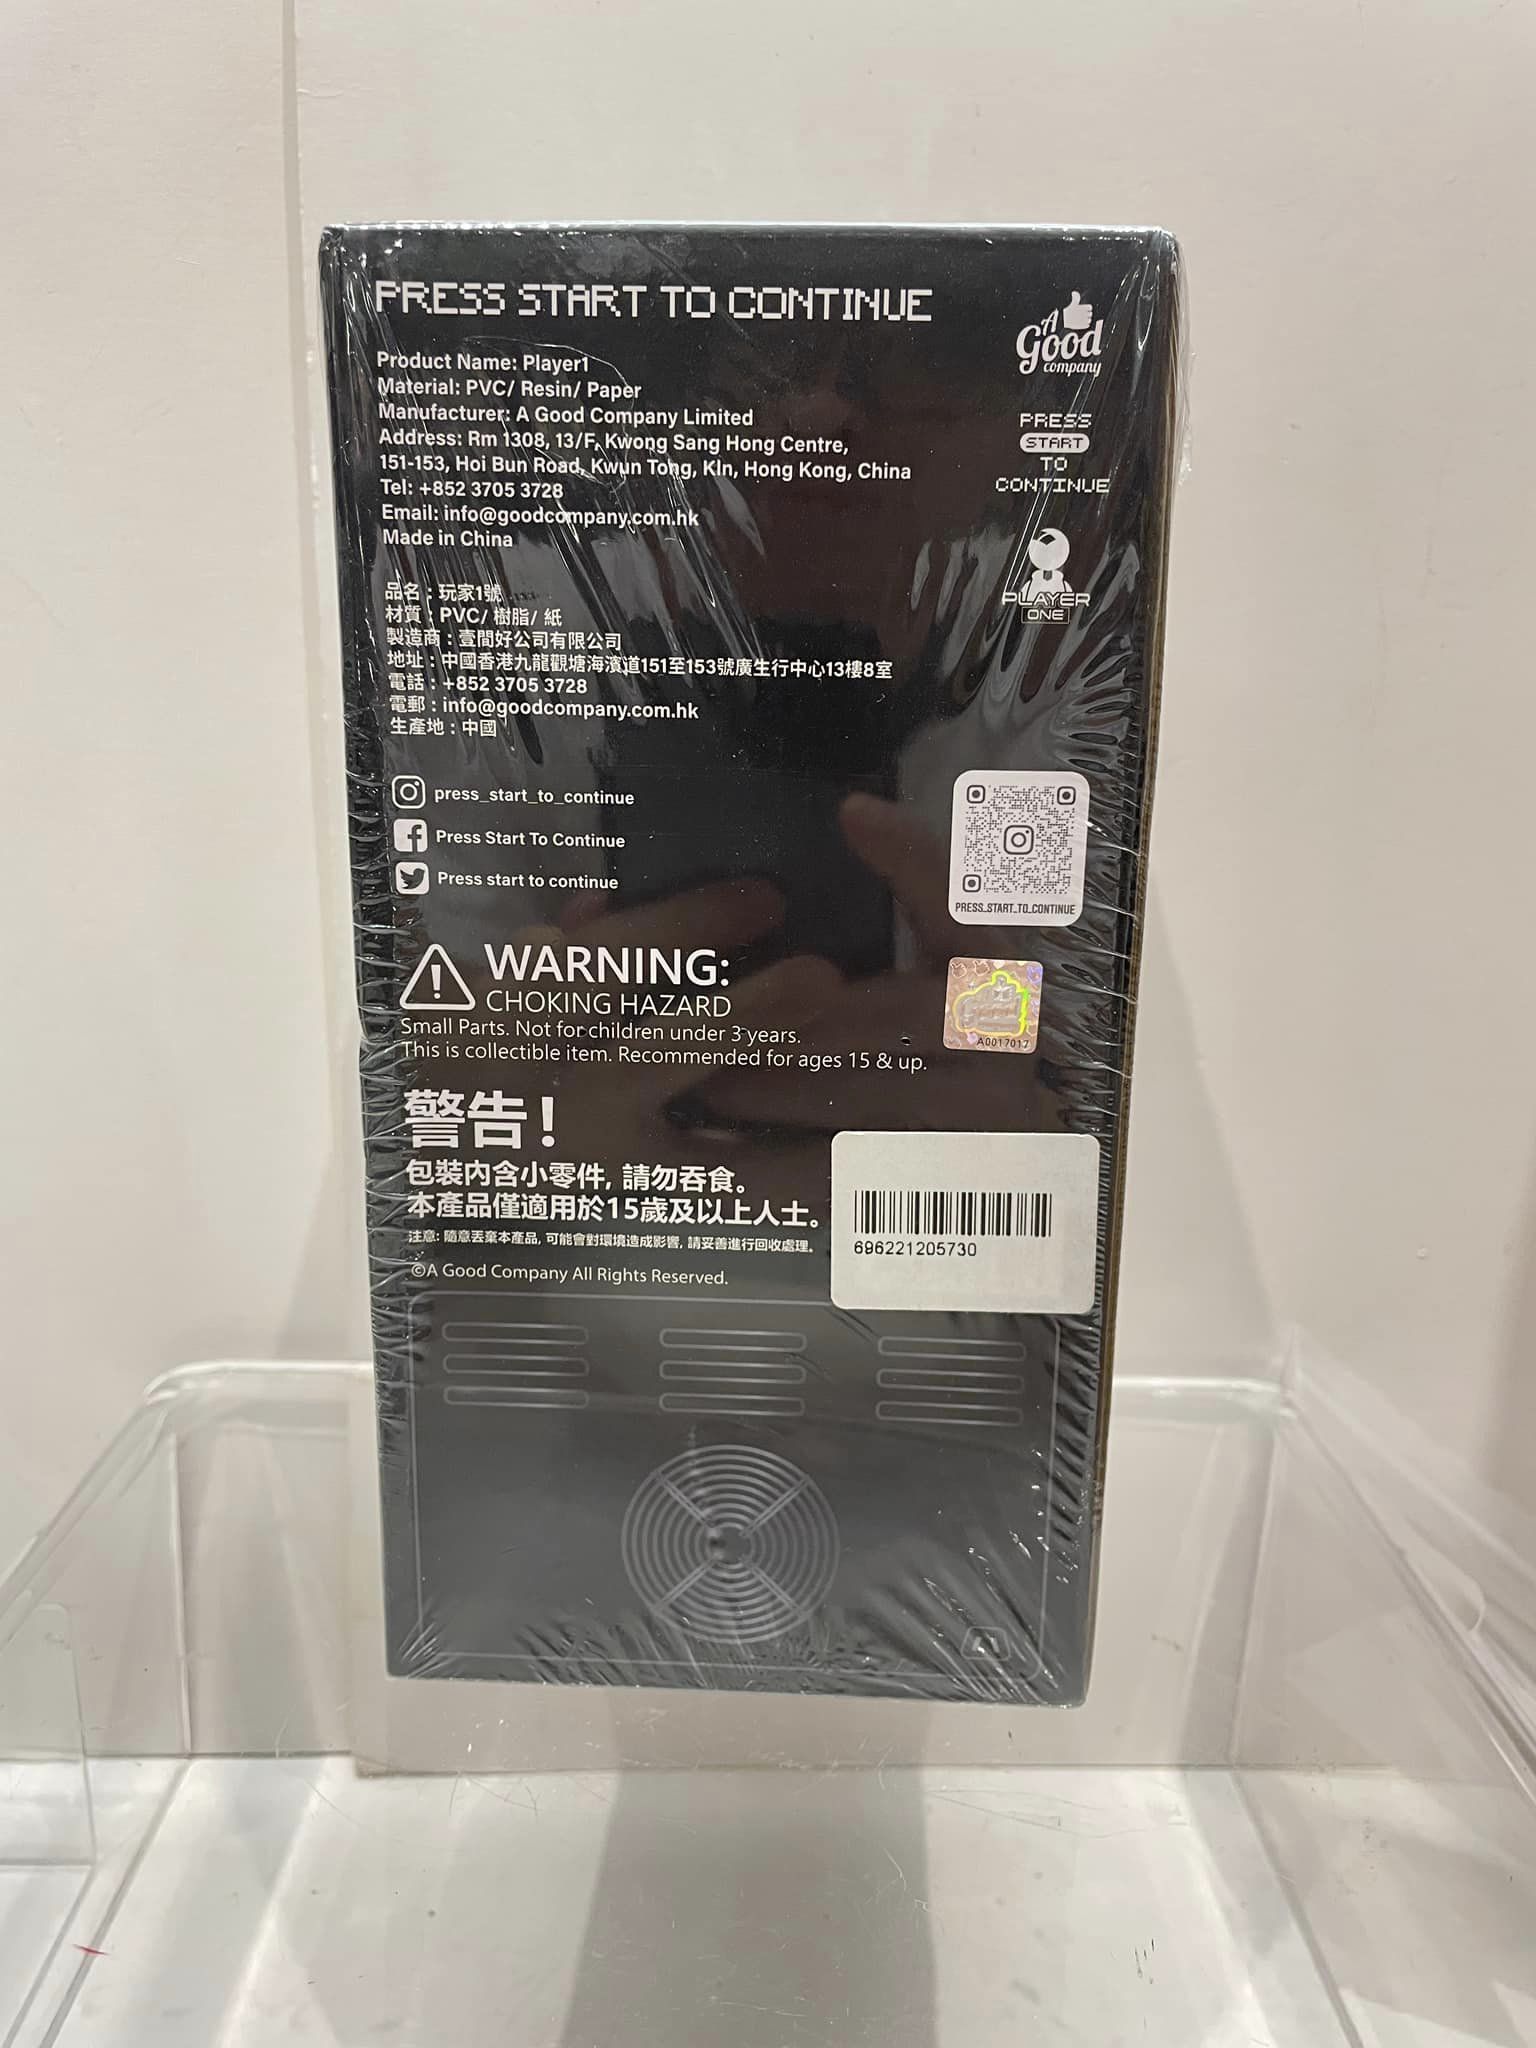 PRESS START TO CONTINUE
Product Name: Player1
Material: PVC/ Resin/ Paper
Manufacturer: A Good Company Limited
Address: Rm 1308, 13/F, Kwong Sang Hong Centre,
151-153, Hoi Bun Road, Kwun Tong, Kln, Hong Kong, China
Tel: +852 3705 3728
Email: info@goodcompany.com.hk
Made in China
品名：玩家1號
材質：PVC/ 樹脂/ 紙
製造商：壹間好公司有限公司
地址：中國香港九龍觀塘海濱道151至153號廣生行中心13樓8室
電話：+852 3705 3728
電郵：info@goodcompany.com.hk
生產地：中國
A
Good
company
PRESS
START
TO
CONTINUE
PLAYER
ONE
press_start_to_continue
Press Start To Continue
Press start to continue
PRESS_START_TO_CONTINUE
WARNING:
CHOKING HAZARD
Small Parts. Not for children under 3 years.
This is collectible item. Recommended for ages 15 & up.
A0017017
警告!
包裝內含小零件, 請勿吞食。
本產品僅適用於15歲及以上人士。
注意: 隨意丟棄本產品, 可能會對環境造成影響, 請妥善進行回收處理。
©A Good Company All Rights Reserved.
696221205730